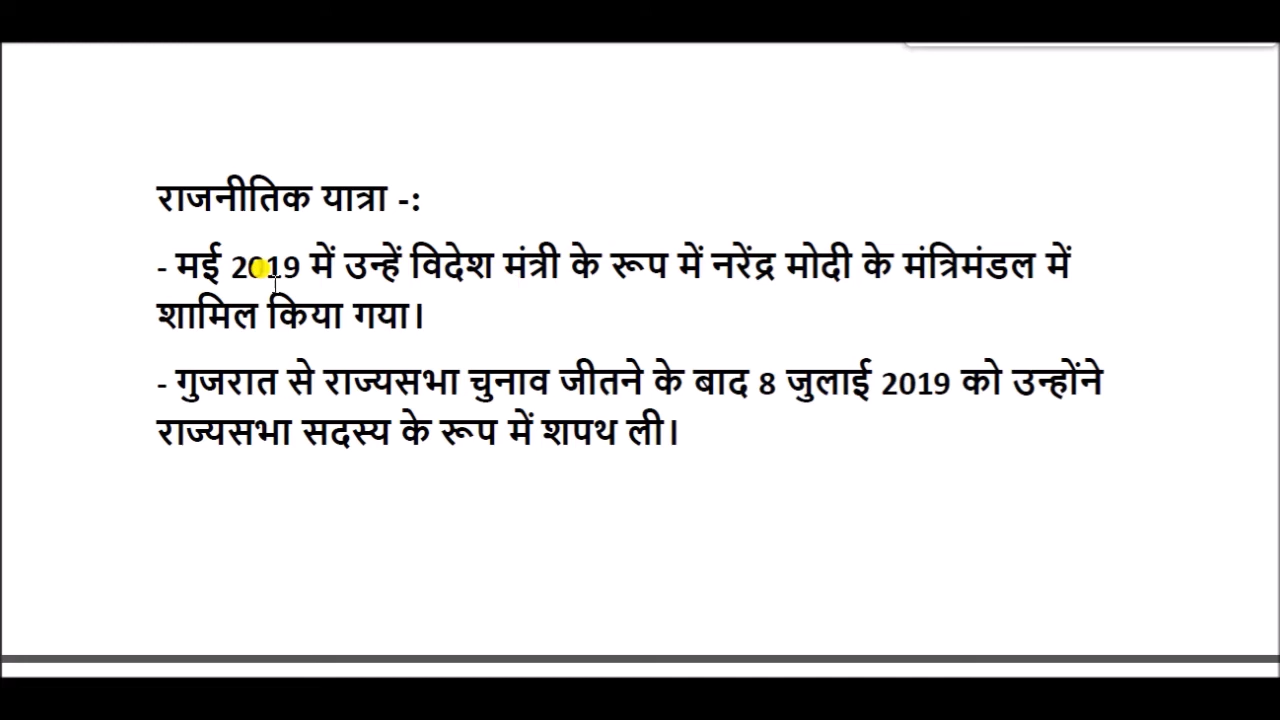 राजनीतिक यात्रा -:
- मई 2019 में उन्हें विदेश मंत्री के रूप में नरेंद्र मोदी के मंत्रिमंडल में
शामिल किया गया।
- गुजरात से राज्यसभा चुनाव जीतने के बाद 8 जुलाई 2019 को उन्होंने
राज्यसभा सदस्य के रूप में शपथ ली।